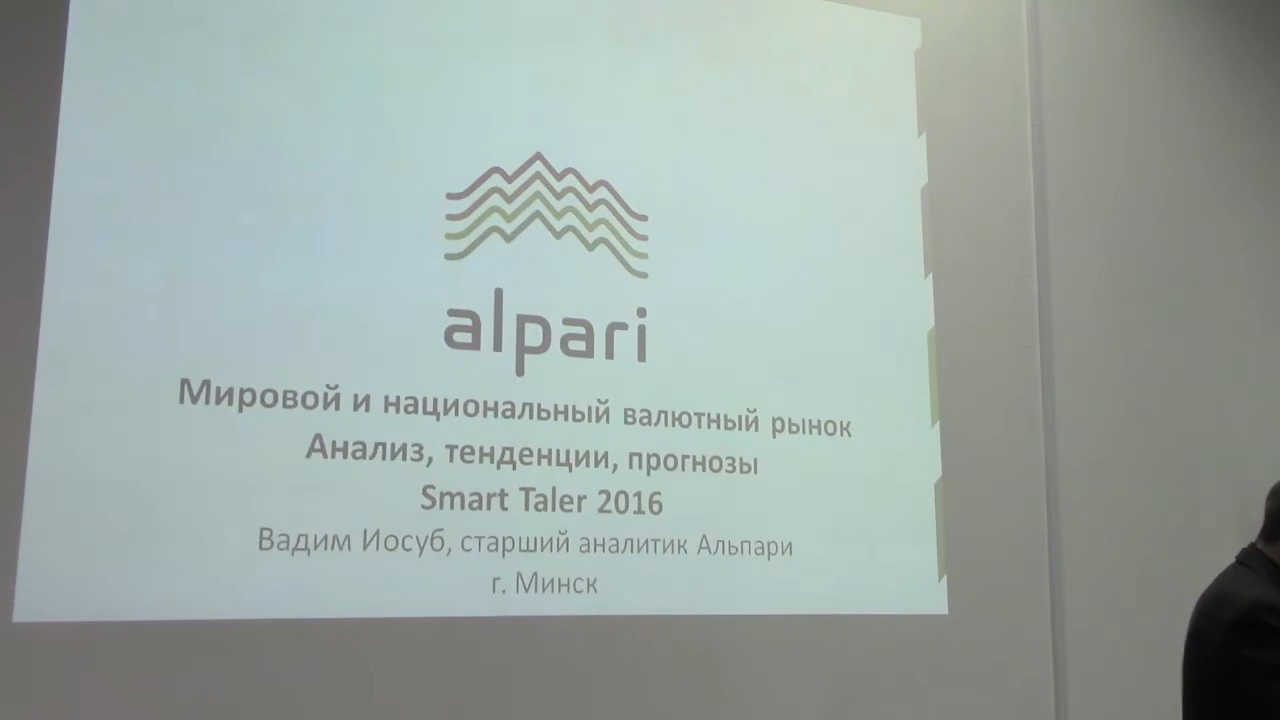 alpari
Мировой и национальный валютный рынок
Анализ, тенденции, прогнозы
Smart Taler 2016
Вадим Иосуб, старший аналитик Альпари
г. Минск